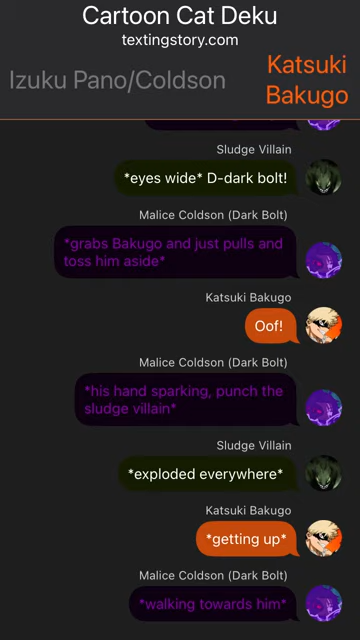 Cartoon Cat Deku
textingstory.com
Izuku Pano/Coldson
Katsuki
Bakugo
Sludge Villain
*eyes wide* D-dark bolt!
Malice Coldson (Dark Bolt)
*grabs Bakugo and just pulls and
toss him aside*
Katsuki Bakugo
Oof!
Malice Coldson (Dark Bolt)
*his hand sparking, punch the
sludge villain*
Sludge Villain
*exploded everywhere*
Katsuki Bakugo
*getting up*
Malice Coldson (Dark Bolt)
*walking towards him*